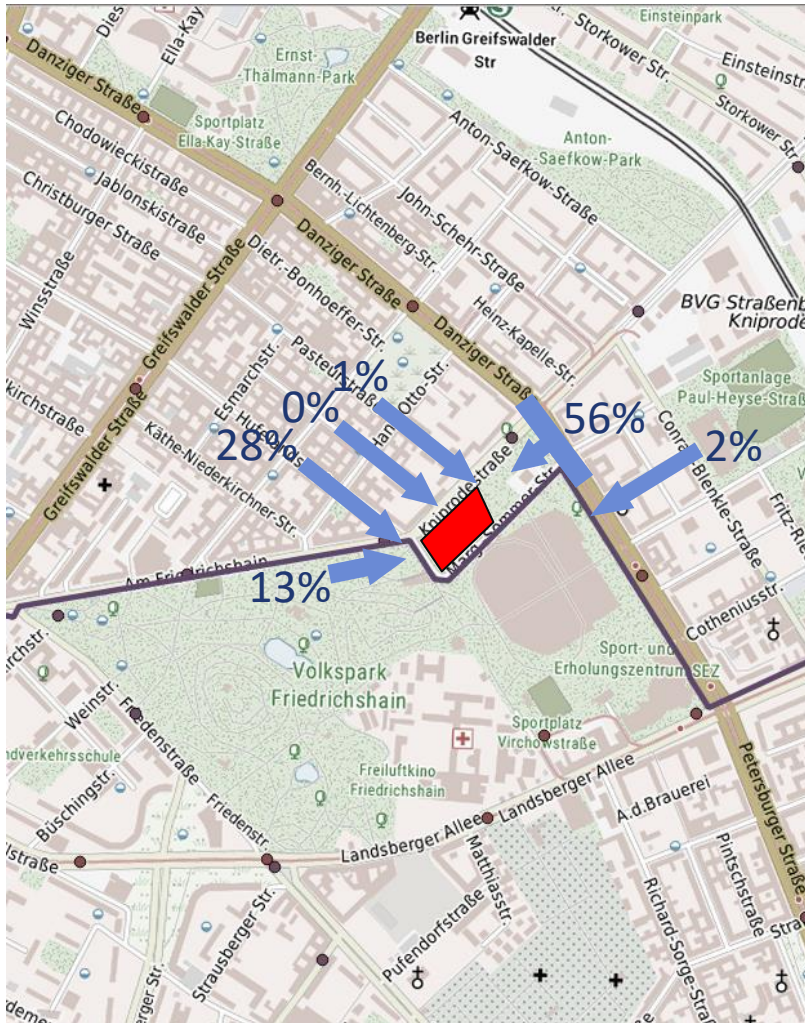 Einsteinpark
Storkower Str.
Einsteinstr.
Storkower Str.
Berlin Greifswalder
Str
Ella-Kay-
Ernst-
Thälmann-Park
Danziger Straße
Sportplatz
Ella-Kay-Straße
Anton-Saefkow-Straße
Anton-
Saefkow-Park
Chodowieckistraße
Jablonskistraße
Christburger Straße
Winsstraße
Greifswalder Straße
Bernh.-Lichtenberg-Str.
John-Schehr-Straße
Danziger Straße
Dietr.-Bonhoeffer-Str.
Heinz-Kapelle-Str.
Danziger Straße
BVG Straßenb
Kniprode
Sportanlage
Paul-Heyse-Straß
Esmarchstr.
Pasteurstraße
1%
0%
28%
56%
2%
13%
Greifswalder Straße
Käthe-Niederkirchner-Str.
Kniprodestraße
Conrad-Blenkle-Straße
Am Friedrichshain
Cotheniusstr.
Volkspark
Friedrichshain
Sport- und
Erholungszentrum SEZ
Sportplatz
Virchowstraße
Weinstr.
Friedenstraße
Friedenstr.
ndverkehrsschule
Büschingstr.
Freiluftkino
Friedrichshain
Landsberger Allee
Landsberger Allee
A.d.Brauerei
Petersburger Straße
Matthiasstr.
Pufendorfstraße
Strausberger Str.
Richard-Sorge-Straß
Pintschstraße
Straß